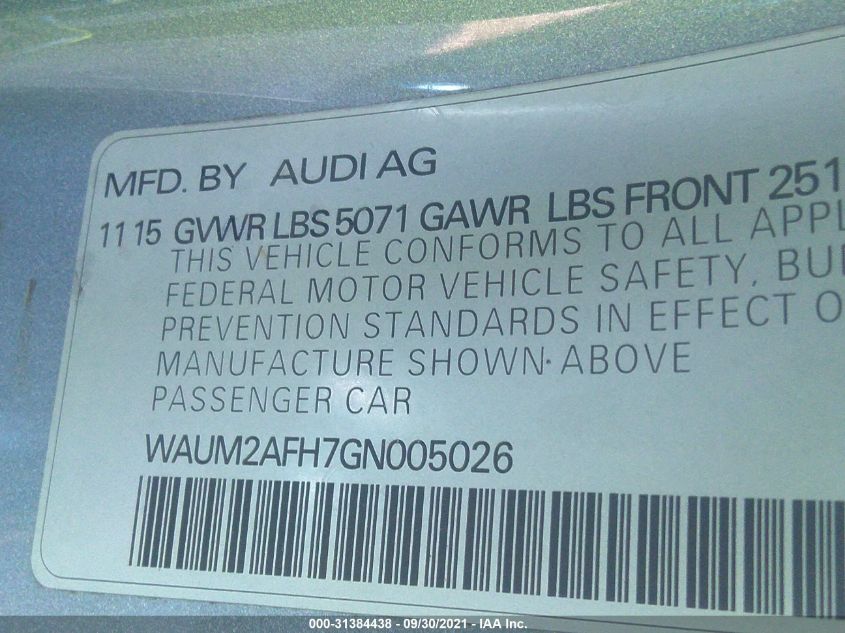 MFD. BY AUDI AG
11 15 GVWR LBS 5071 GAWR LBS FRONT 251
THIS VEHICLE CONFORMS TO ALL APPL
FEDERAL MOTOR VEHICLE SAFETY, BU
PREVENTION STANDARDS IN EFFECT O
MANUFACTURE SHOWN ABOVE
PASSENGER CAR
WAUM2AFH7GN005026
000-31384438 - 09/30/2021 - IAA Inc.